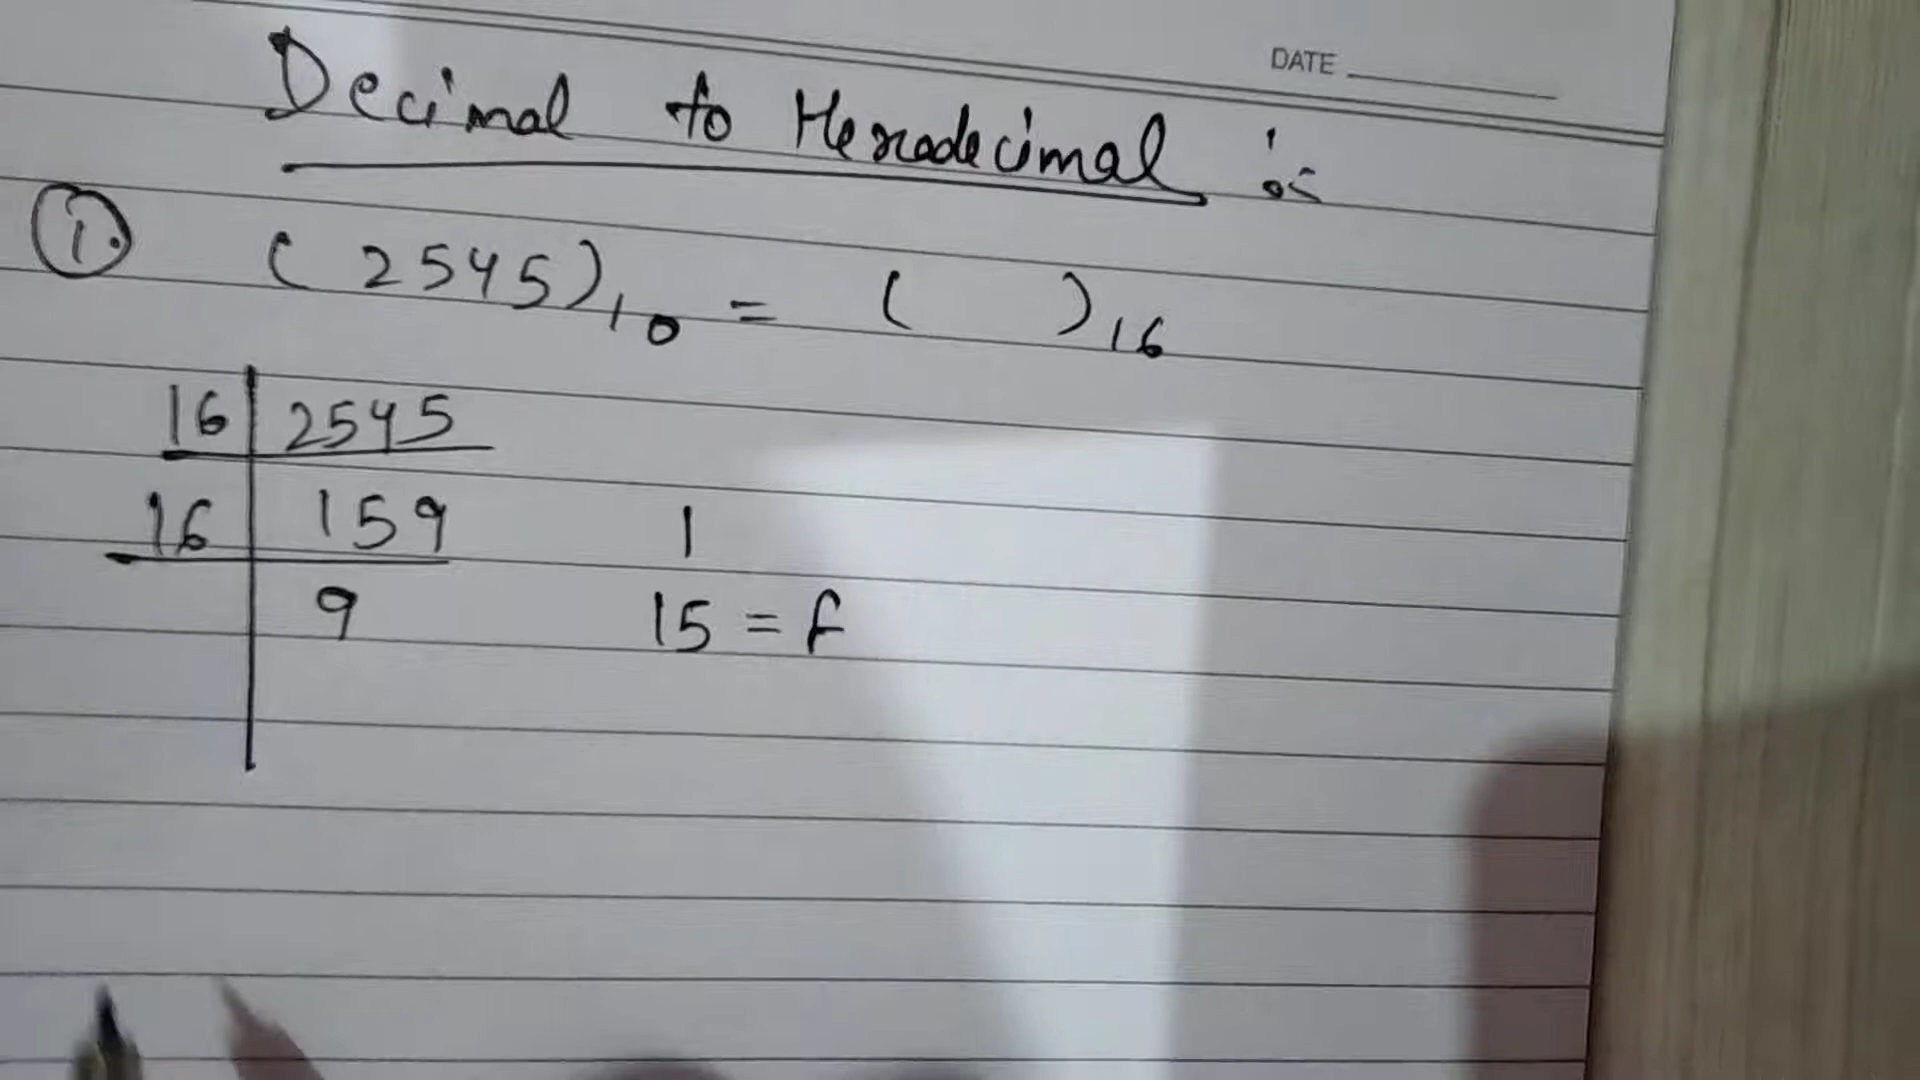 DATE
Decimal to Hexadecimal :-
1. (2545)10 = (    )16
16 | 2545
16 | 159    1
9    15 = f